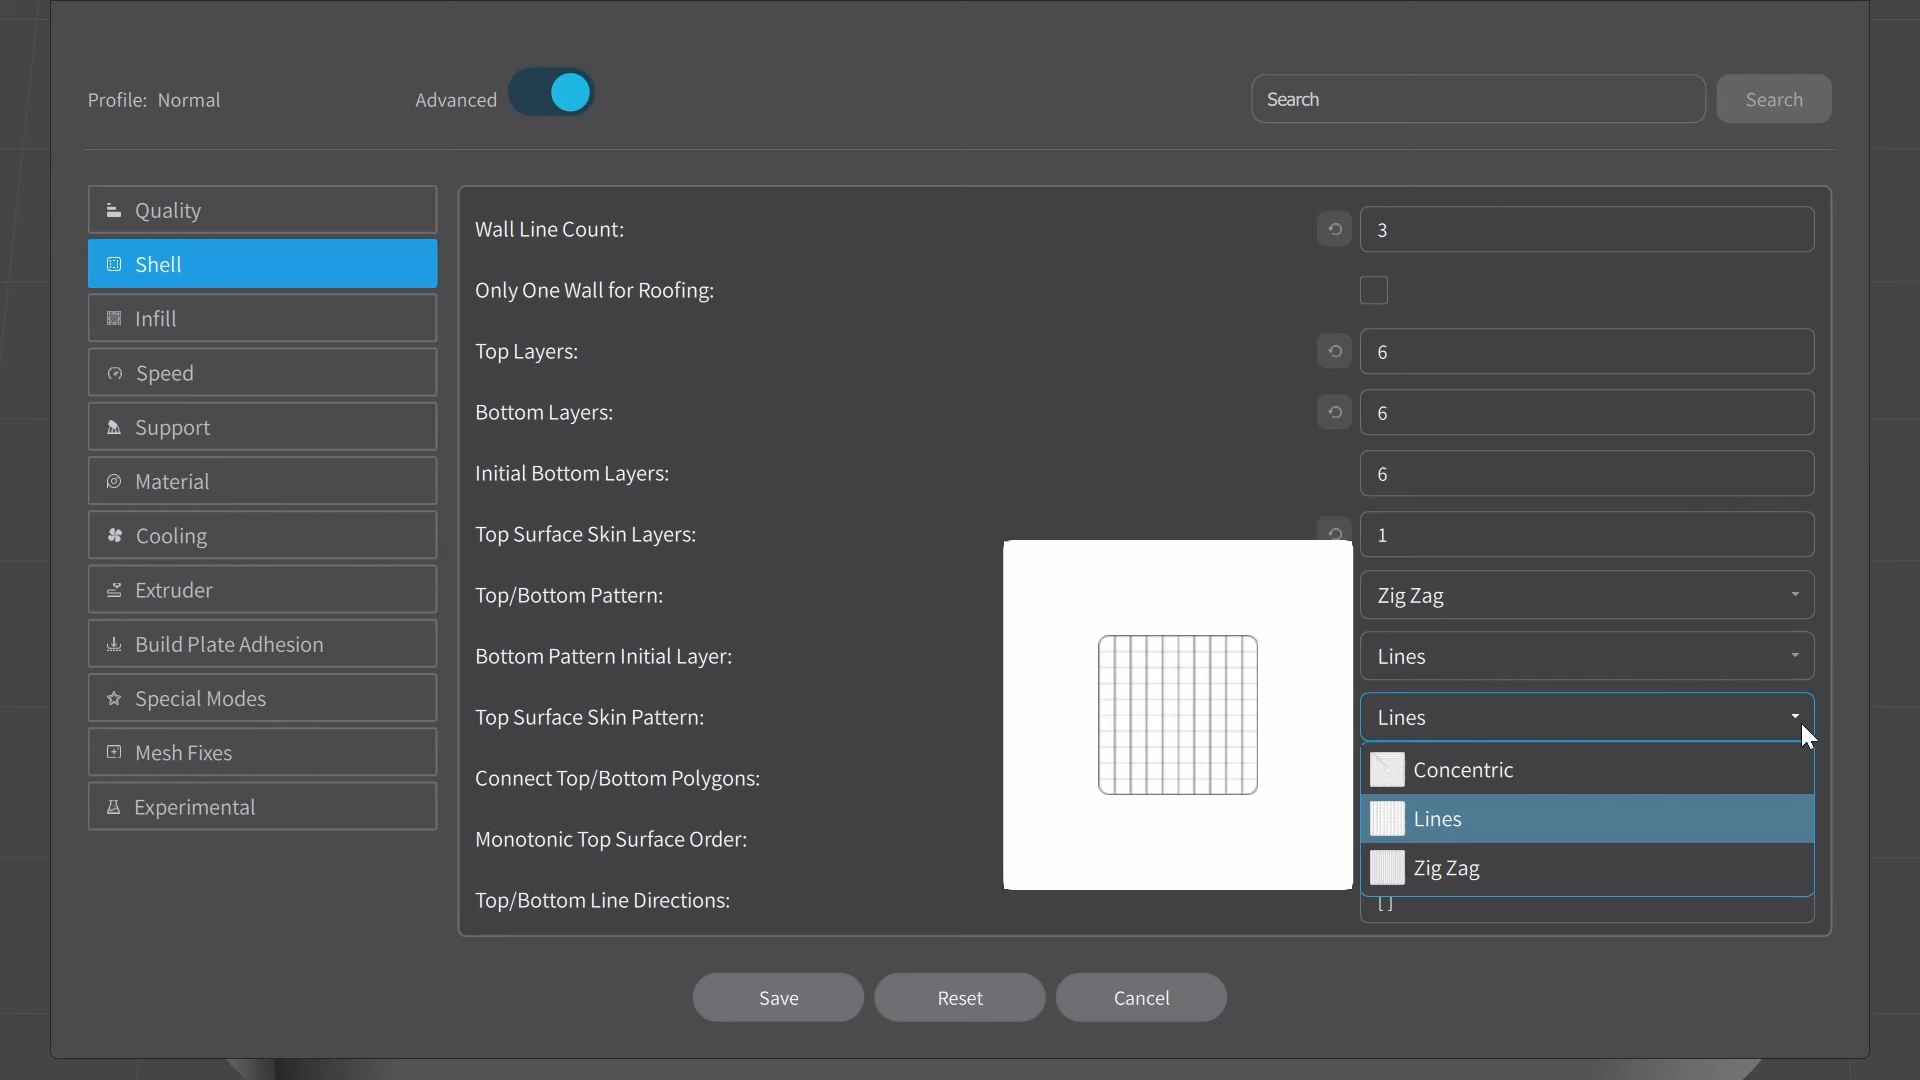 Profile: Normal
Advanced
Search
Search
Quality
Shell
Infill
Speed
Support
Material
Cooling
Extruder
Build Plate Adhesion
Special Modes
Mesh Fixes
Experimental
Wall Line Count:
3
Only One Wall for Roofing:
Top Layers:
6
Bottom Layers:
6
Initial Bottom Layers:
6
Top Surface Skin Layers:
1
Top/Bottom Pattern:
Zig Zag
Bottom Pattern Initial Layer:
Lines
Top Surface Skin Pattern:
Lines
Concentric
Lines
Zig Zag
Connect Top/Bottom Polygons:
Monotonic Top Surface Order:
Top/Bottom Line Directions:
[ ]
Save
Reset
Cancel